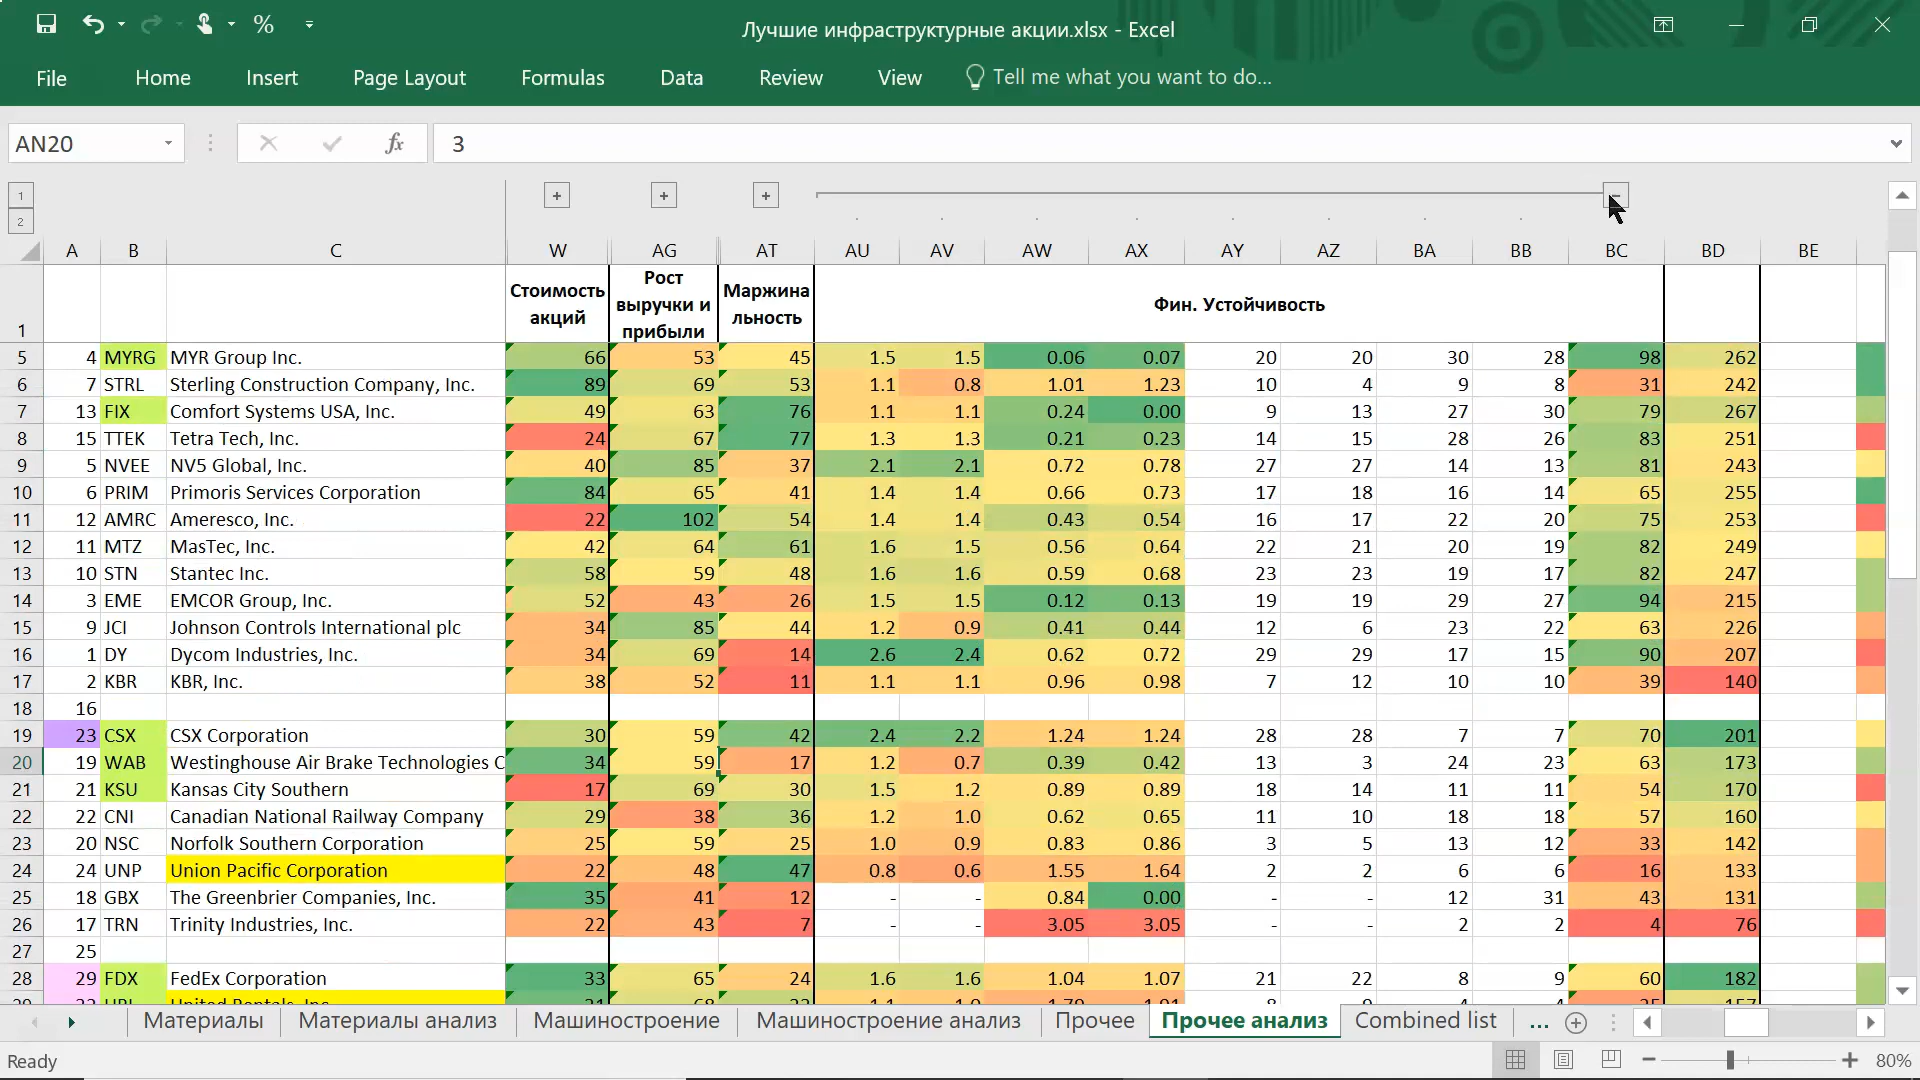 Лучшие инфраструктурные акции.xlsx - Excel
File Home Insert Page Layout Formulas Data Review View Tell me what you want to do...
AN20 fx 3
1
2
A B C W AG AT AU AV AW AX AY AZ BA BB BC BD BE
1 Стоимость акций Рост выручки и прибыли Маржина льность Фин. Устойчивость
5 4 MYRG MYR Group Inc. 66 53 45 1.5 1.5 0.06 0.07 20 20 30 28 98 262
6 7 STRL Sterling Construction Company, Inc. 89 69 53 1.1 0.8 1.01 1.23 10 4 9 8 31 242
7 13 FIX Comfort Systems USA, Inc. 49 63 76 1.1 1.1 0.24 0.00 9 13 27 30 79 267
8 15 TTEK Tetra Tech, Inc. 24 67 77 1.3 1.3 0.21 0.23 14 15 28 26 83 251
9 5 NVEE NV5 Global, Inc. 40 85 37 2.1 2.1 0.72 0.78 27 27 14 13 81 243
10 6 PRIM Primoris Services Corporation 84 65 41 1.4 1.4 0.66 0.73 17 18 16 14 65 255
11 12 AMRC Ameresco, Inc. 22 102 54 1.4 1.4 0.43 0.54 16 17 22 20 75 253
12 11 MTZ MasTec, Inc. 42 64 61 1.6 1.5 0.56 0.64 22 21 20 19 82 249
13 10 STN Stantec Inc. 58 59 48 1.6 1.6 0.59 0.68 23 23 19 17 82 247
14 3 EME EMCOR Group, Inc. 52 43 26 1.5 1.5 0.12 0.13 19 19 29 27 94 215
15 9 JCI Johnson Controls International plc 34 85 44 1.2 0.9 0.41 0.44 12 6 23 22 63 226
16 1 DY Dycom Industries, Inc. 34 69 14 2.6 2.4 0.62 0.72 29 29 17 15 90 207
17 2 KBR KBR, Inc. 38 52 11 1.1 1.1 0.96 0.98 7 12 10 10 39 140
18 16
19 23 CSX CSX Corporation 30 59 42 2.4 2.2 1.24 1.24 28 28 7 7 70 201
20 19 WAB Westinghouse Air Brake Technologies C 34 59 17 1.2 0.7 0.39 0.42 13 3 24 23 63 173
21 21 KSU Kansas City Southern 17 69 30 1.5 1.2 0.89 0.89 18 14 11 11 54 170
22 22 CNI Canadian National Railway Company 29 38 36 1.2 1.0 0.62 0.65 11 10 18 18 57 160
23 20 NSC Norfolk Southern Corporation 25 59 25 1.0 0.9 0.83 0.86 3 5 13 12 33 142
24 24 UNP Union Pacific Corporation 22 48 47 0.8 0.6 1.55 1.64 2 2 6 6 16 133
25 18 GBX The Greenbrier Companies, Inc. 35 41 12 - - 0.84 0.00 - - 12 31 43 131
26 17 TRN Trinity Industries, Inc. 22 43 7 - - 3.05 3.05 - - 2 2 4 76
27 25
28 29 FDX FedEx Corporation 33 65 24 1.6 1.6 1.04 1.07 21 22 8 9 60 182
Материалы Материалы анализ Машиностроение Машиностроение анализ Прочее Прочее анализ Combined list ...
Ready 80%